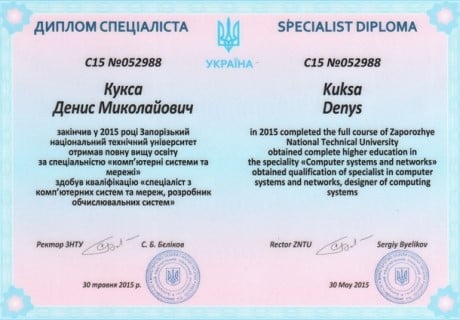 ДИПЛОМ СПЕЦІАЛІСТА
SPECIALIST DIPLOMA
УКРАЇНА
С15 №052988
Кукса
Денис Миколайович
закінчив у 2015 році Запорізький
національний технічний університет
отримав повну вищу освіту
за спеціальністю «комп’ютерні системи та
мережі»
здобув кваліфікацію «спеціаліст з
комп’ютерних систем та мереж, розробник
обчислювальних систем»
Ректор ЗНТУ
С. Б. Бєліков
30 травня 2015 р.
C15 №052988
Kuksa
Denys
in 2015 completed the full course of Zaporozhye
National Technical University
obtained complete higher education in
the speciality «Computer systems and networks»
obtained qualification of specialist in computer
systems and networks, designer of computing
systems
Rector ZNTU
Sergiy Byelikov
30 May 2015